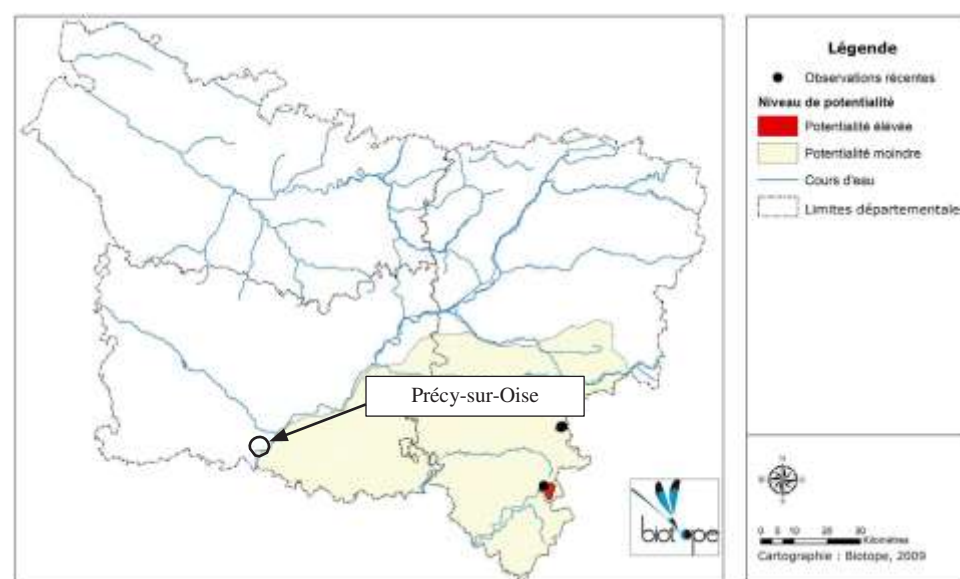 Légende
Observations récentes
Niveau de potentialité
Potentialité élevée
Potentialité moindre
Cours d'eau
Limites départementales
Précy-sur-Oise
biotope
N
0 5 10 20 30
Kilomètres
Cartographie : Biotope, 2009